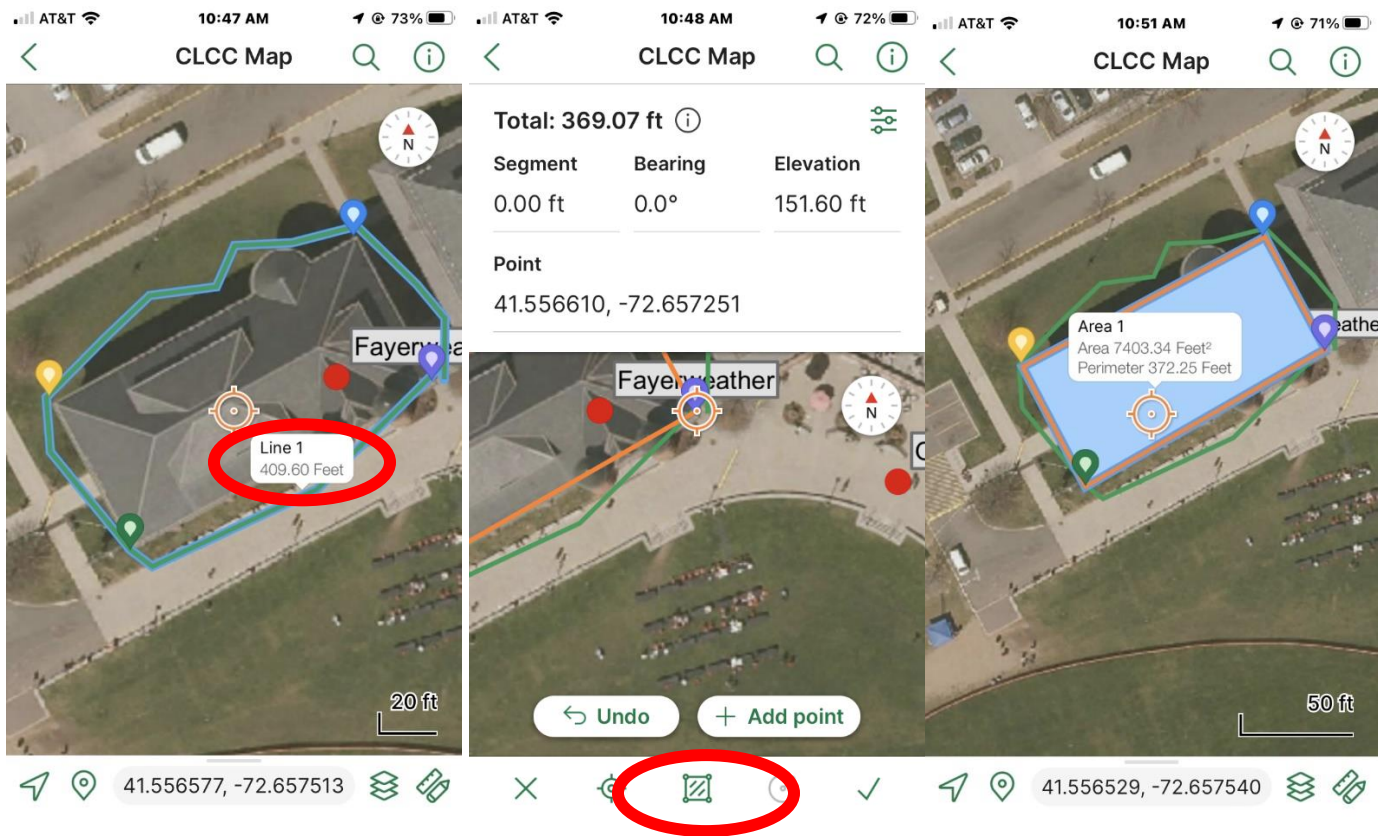 AT&T 10:47 AM 73%
CLCC Map
N
Fayerwea
Line 1
409.60 Feet
20 ft
41.556577, -72.657513
AT&T 10:48 AM 72%
CLCC Map
Total: 369.07 ft
Segment Bearing Elevation
0.00 ft 0.0° 151.60 ft
Point
41.556610, -72.657251
Fayerweather
N
C
Undo + Add point
AT&T 10:51 AM 71%
CLCC Map
N
eathe
Area 1
Area 7403.34 Feet²
Perimeter 372.25 Feet
50 ft
41.556529, -72.657540